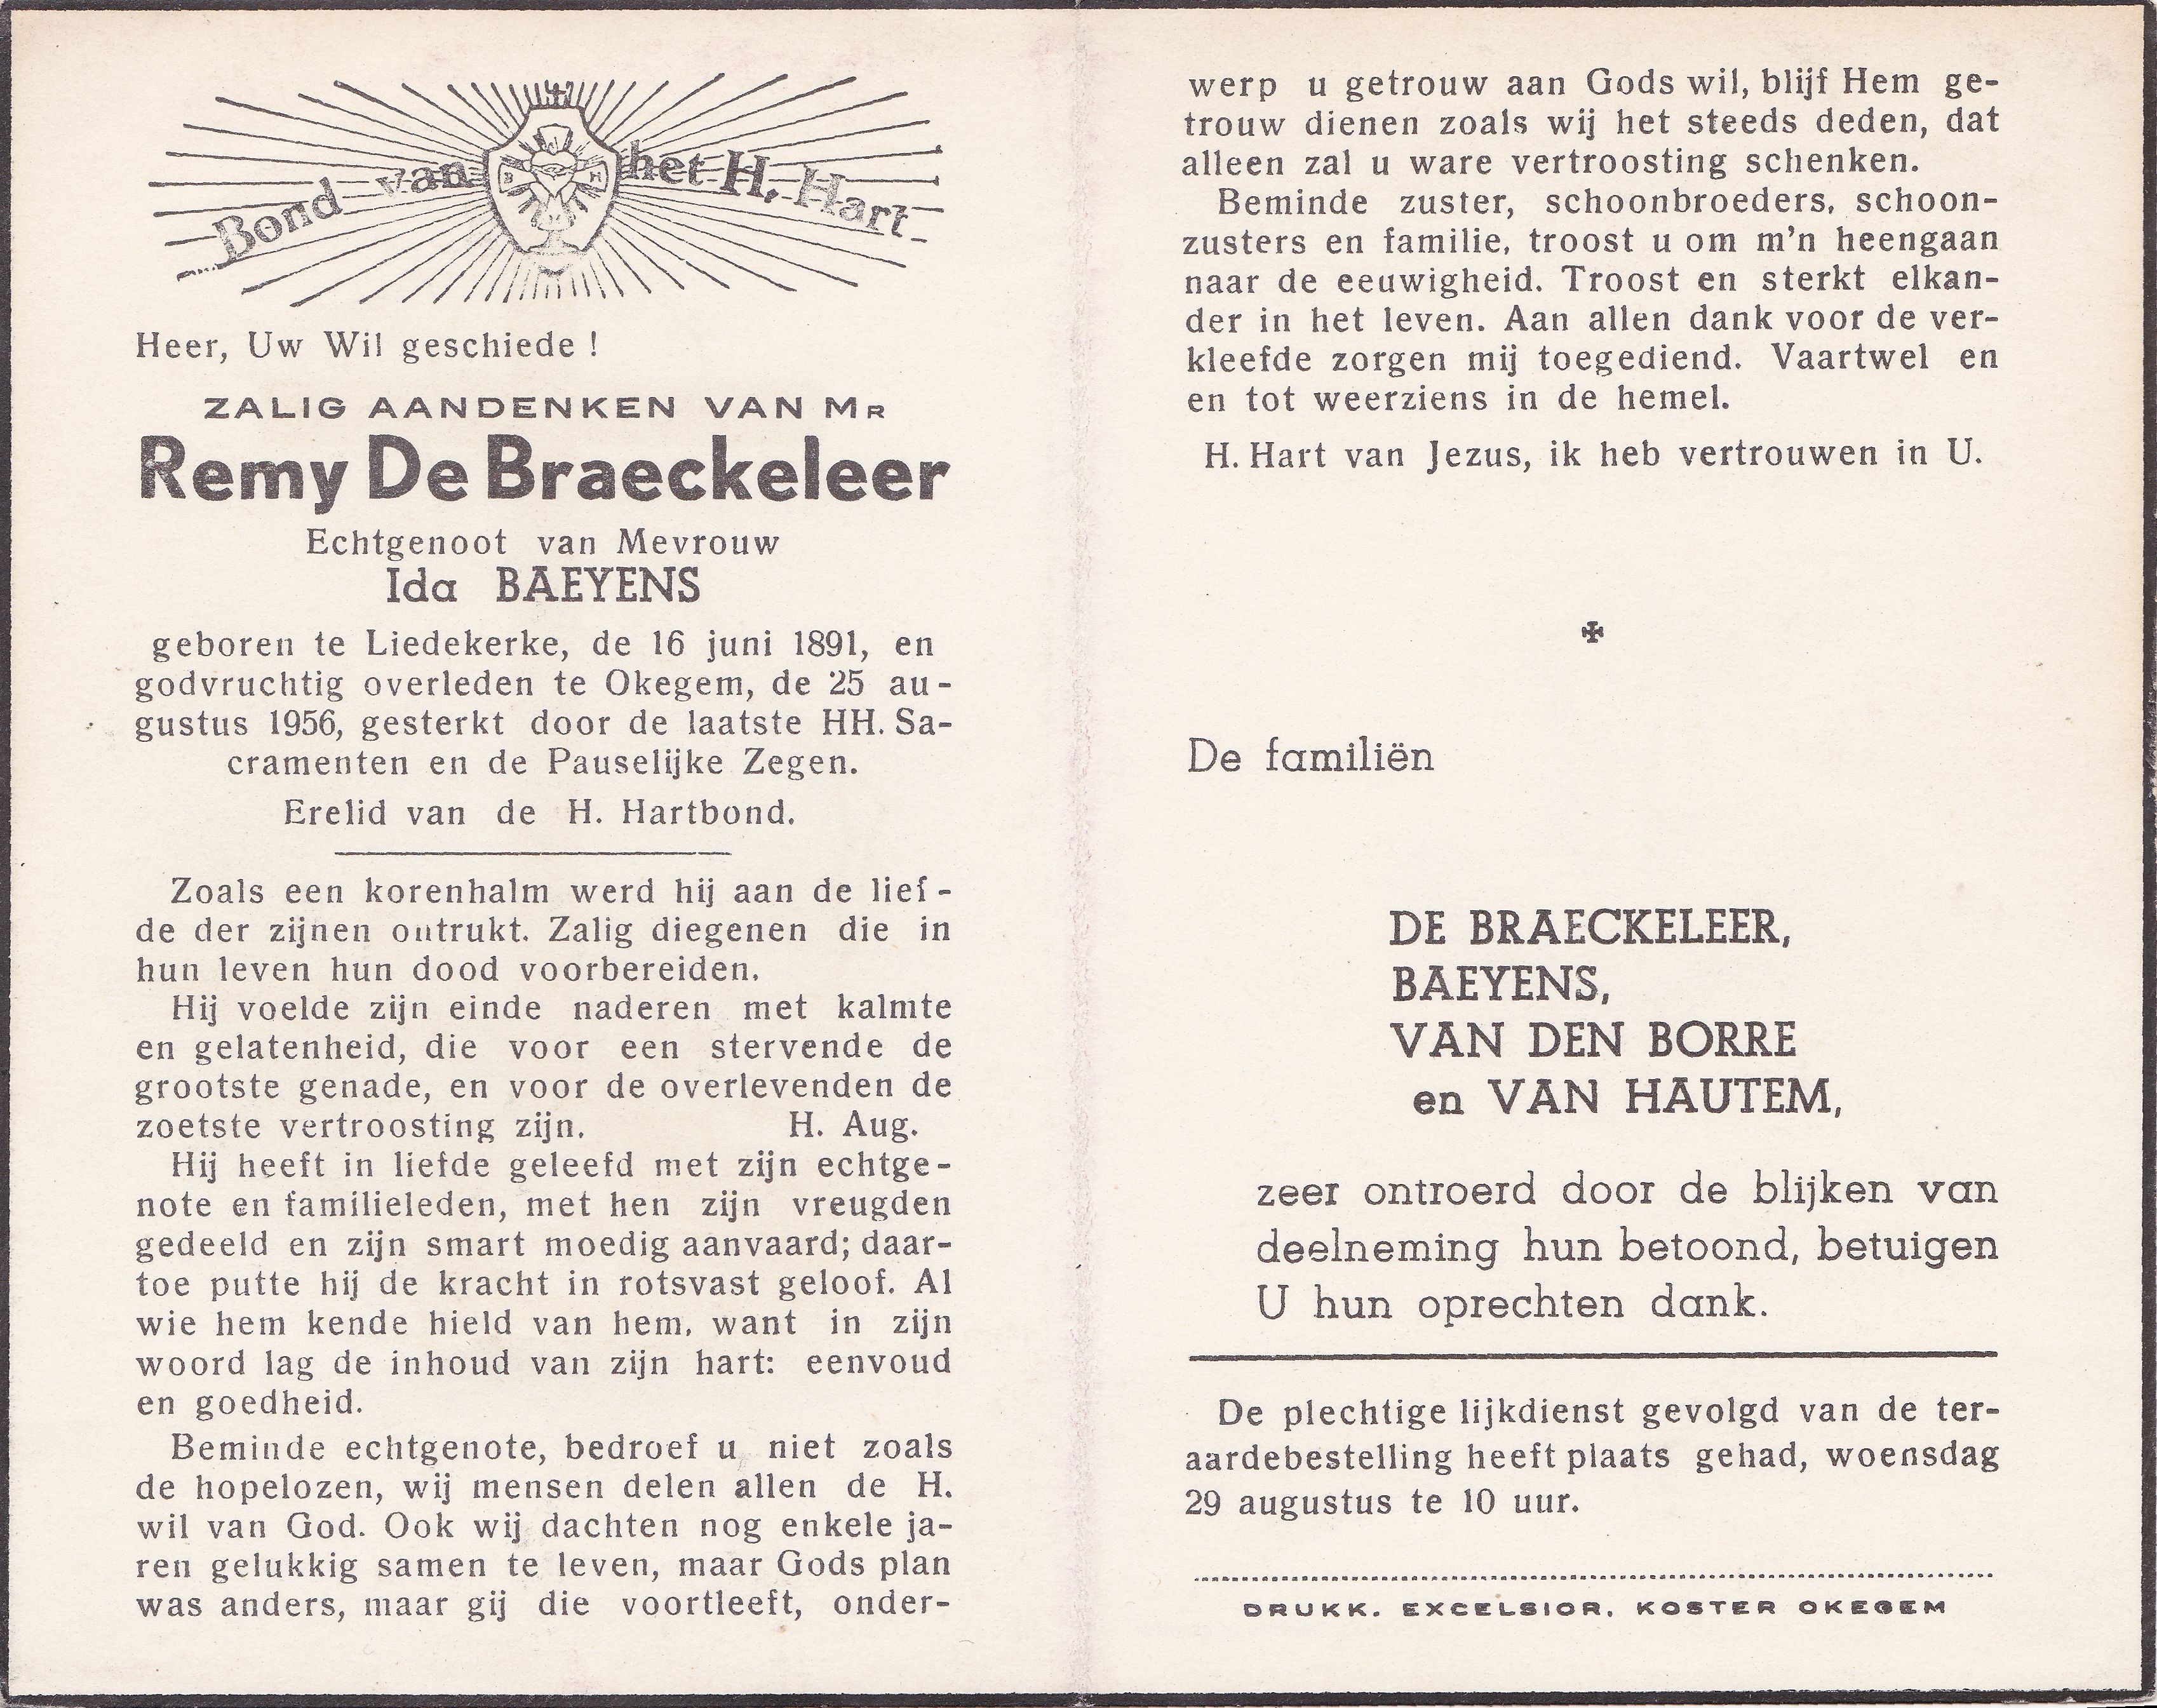 Bond van het H. Hart
Heer, Uw Wil geschiede !
ZALIG AANDENKEN VAN MR
Remy De Braeckeleer
Echtgenoot van Mevrouw
Ida BAEYENS
geboren te Liedekerke, de 16 juni 1891, en
godvruchtig overleden te Okegem, de 25 au-
gustus 1956, gesterkt door de laatste HH. Sa-
cramenten en de Pauselijke Zegen.
Erelid van de H. Hartbond.
Zoals een korenhalm werd hij aan de lief-
de der zijnen ontrukt. Zalig diegenen die in
hun leven hun dood voorbereiden.
Hij voelde zijn einde naderen met kalmte
en gelatenheid, die voor een stervende de
grootste genade, en voor de overlevenden de
zoetste vertroosting zijn. H. Aug.
Hij heeft in liefde geleefd met zijn echtge-
note en familieleden, met hen zijn vreugden
gedeeld en zijn smart moedig aanvaard; daar-
toe putte hij de kracht in rotsvast geloof. Al
wie hem kende hield van hem, want in zijn
woord lag de inhoud van zijn hart: eenvoud
en goedheid.
Beminde echtgenote, bedroef u niet zoals
de hopelozen, wij mensen delen allen de H.
wil van God. Ook wij dachten nog enkele ja-
ren gelukkig samen te leven, maar Gods plan
was anders, maar gij die voortleeft, onder-
werp u getrouw aan Gods wil, blijf Hem ge-
trouw dienen zoals wij het steeds deden, dat
alleen zal u ware vertroosting schenken.
Beminde zuster, schoonbroeders, schoon-
zusters en familie, troost u om m'n heengaan
naar de eeuwigheid. Troost en sterkt elkan-
der in het leven. Aan allen dank voor de ver-
kleefde zorgen mij toegediend. Vaartwel en
en tot weerziens in de hemel.
H. Hart van Jezus, ik heb vertrouwen in U.
De familiën
DE BRAECKELEER,
BAEYENS,
VAN DEN BORRE
en VAN HAUTEM,
zeer ontroerd door de blijken van
deelneming hun betoond, betuigen
U hun oprechten dank.
De plechtige lijkdienst gevolgd van de ter-
aardebestelling heeft plaats gehad, woensdag
29 augustus te 10 uur.
DRUKK. EXCELSIOR, KOSTER OKEGEM